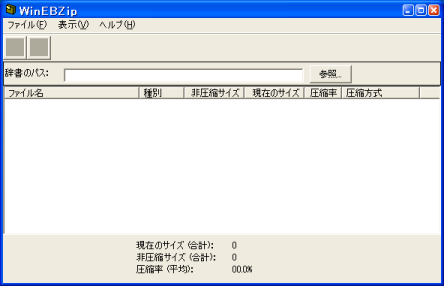 WinEBZip
ファイル(F) 表示(V) ヘルプ(H)
辞書のパス: 参照...
ファイル名 種別 非圧縮サイズ 現在のサイズ 圧縮率 圧縮方式
現在のサイズ (合計): 0
非圧縮サイズ (合計): 0
圧縮率 (平均): 00.0%